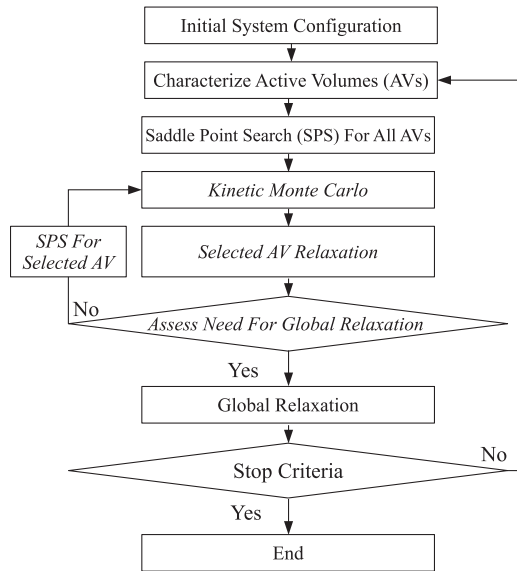 Initial System Configuration
Characterize Active Volumes (AVs)
Saddle Point Search (SPS) For All AVs
Kinetic Monte Carlo
SPS For
Selected AV
Selected AV Relaxation
No
Assess Need For Global Relaxation
Yes
Global Relaxation
No
Stop Criteria
Yes
End